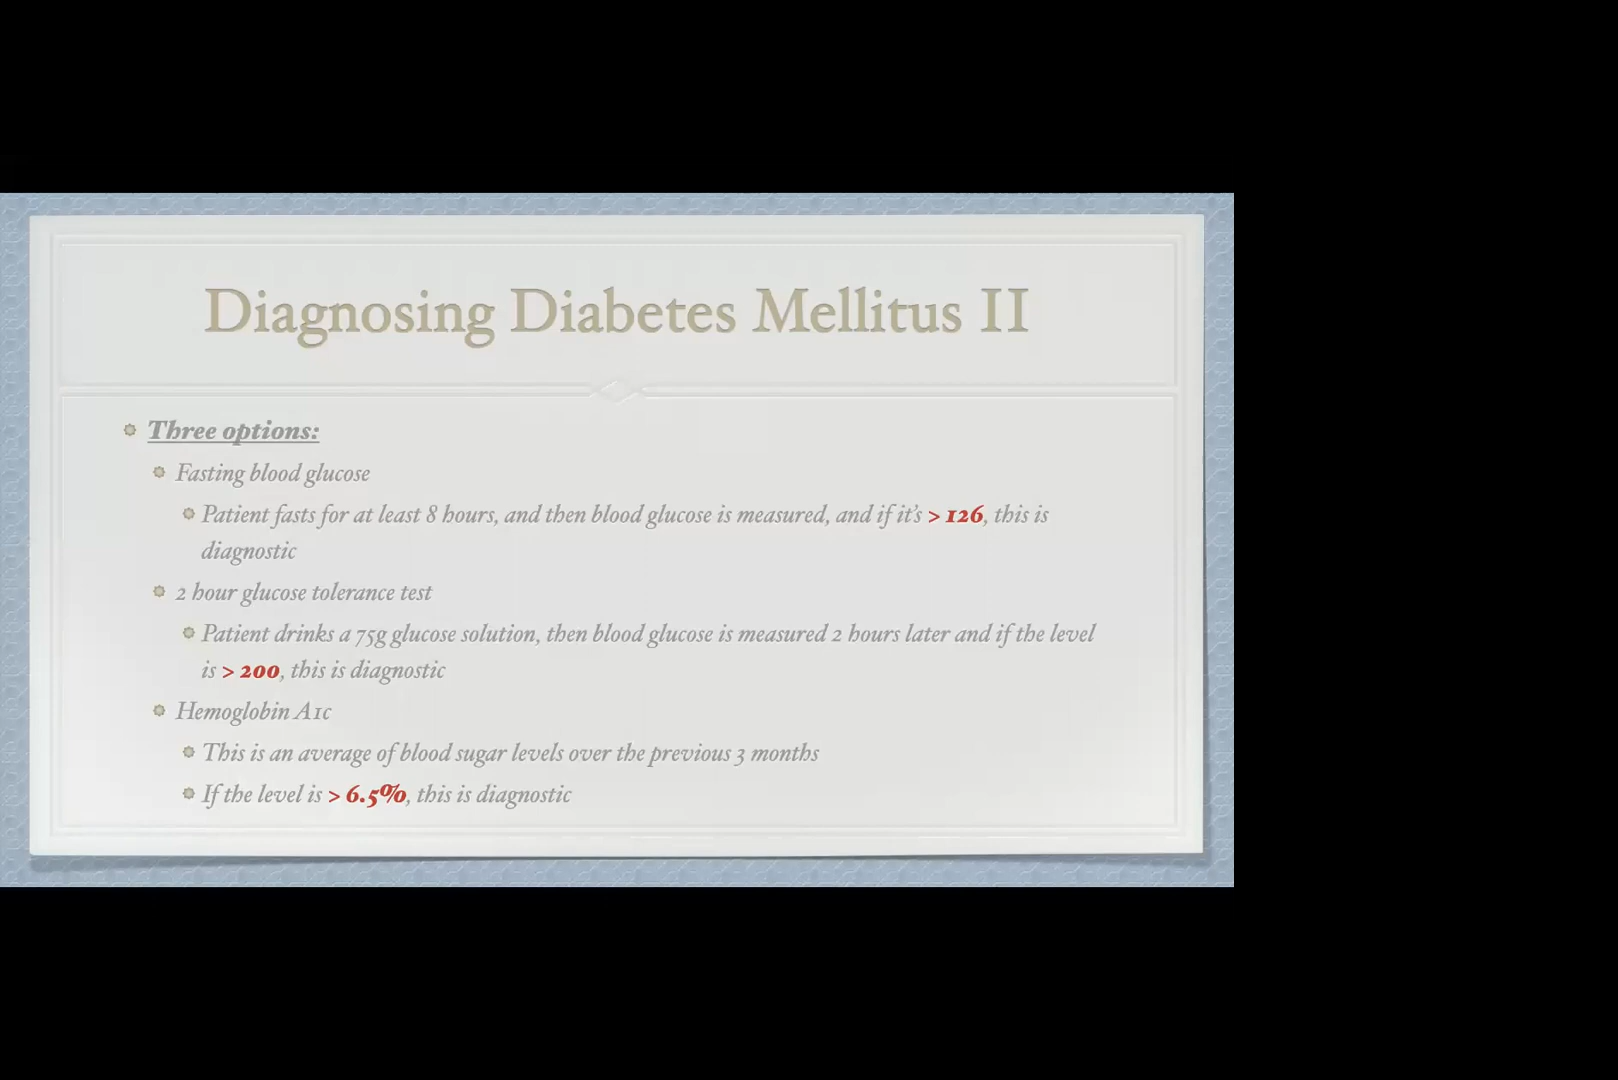 Diagnosing Diabetes Mellitus II
Three options:
Fasting blood glucose
Patient fasts for at least 8 hours, and then blood glucose is measured, and if it's > 126, this is
diagnostic
2 hour glucose tolerance test
Patient drinks a 75g glucose solution, then blood glucose is measured 2 hours later and if the level
is > 200, this is diagnostic
Hemoglobin A1c
This is an average of blood sugar levels over the previous 3 months
If the level is > 6.5%, this is diagnostic